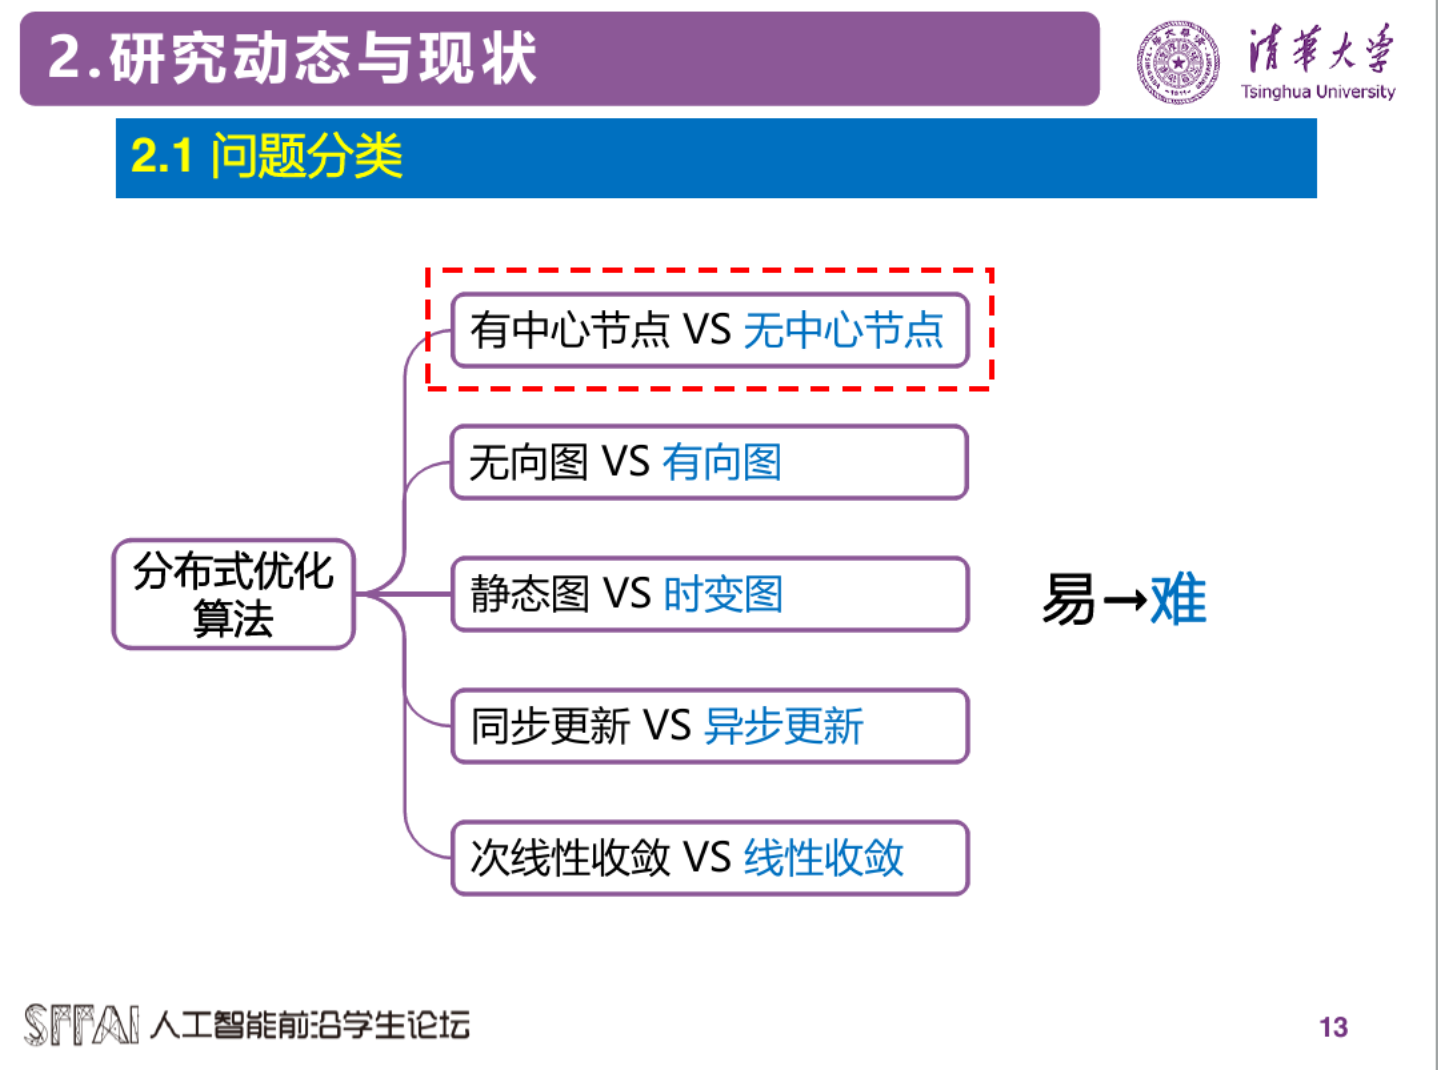 2.研究动态与现状
清華大学
Tsinghua University
2.1 问题分类
有中心节点 VS 无中心节点
无向图 VS 有向图
分布式优化
算法
静态图 VS 时变图
易→难
同步更新 VS 异步更新
次线性收敛 VS 线性收敛
SFFAI 人工智能前沿学生论坛
13